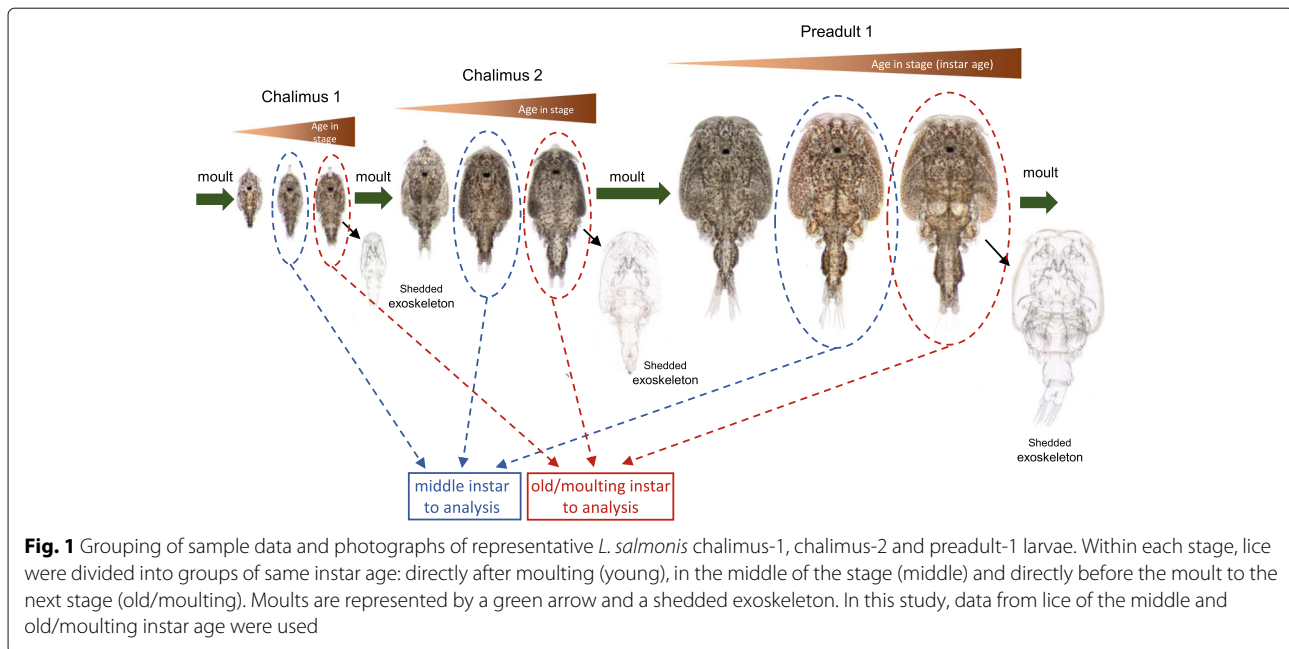 Preadult 1
Age in stage (instar age)
Chalimus 2
Age in stage
Chalimus 1
Age in
stage
moult
moult
moult
moult
Shedded
exoskeleton
Shedded
exoskeleton
Shedded
exoskeleton
middle instar
to analysis
old/moulting instar
to analysis
Fig. 1 Grouping of sample data and photographs of representative L. salmonis chalimus-1, chalimus-2 and preadult-1 larvae. Within each stage, lice
were divided into groups of same instar age: directly after moulting (young), in the middle of the stage (middle) and directly before the moult to the
next stage (old/moulting). Moults are represented by a green arrow and a shedded exoskeleton. In this study, data from lice of the middle and
old/moulting instar age were used